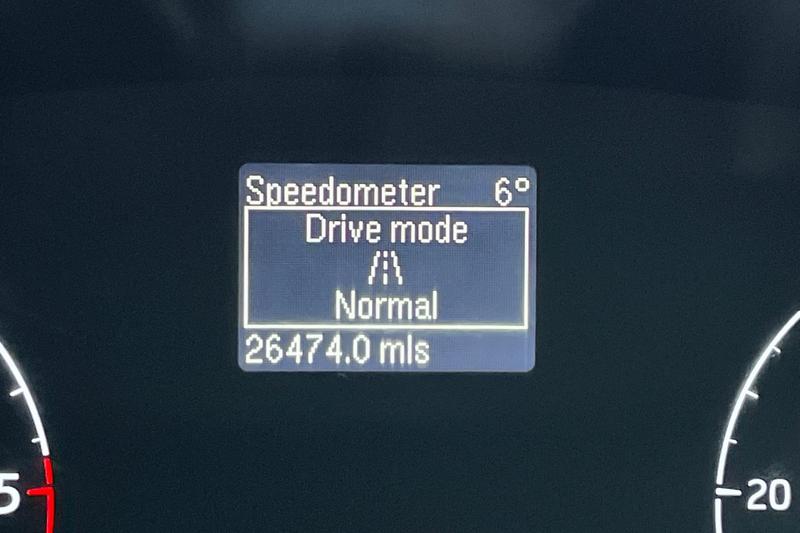 Speedometer 6°
Drive mode
Normal
26474.0 mls
5
20